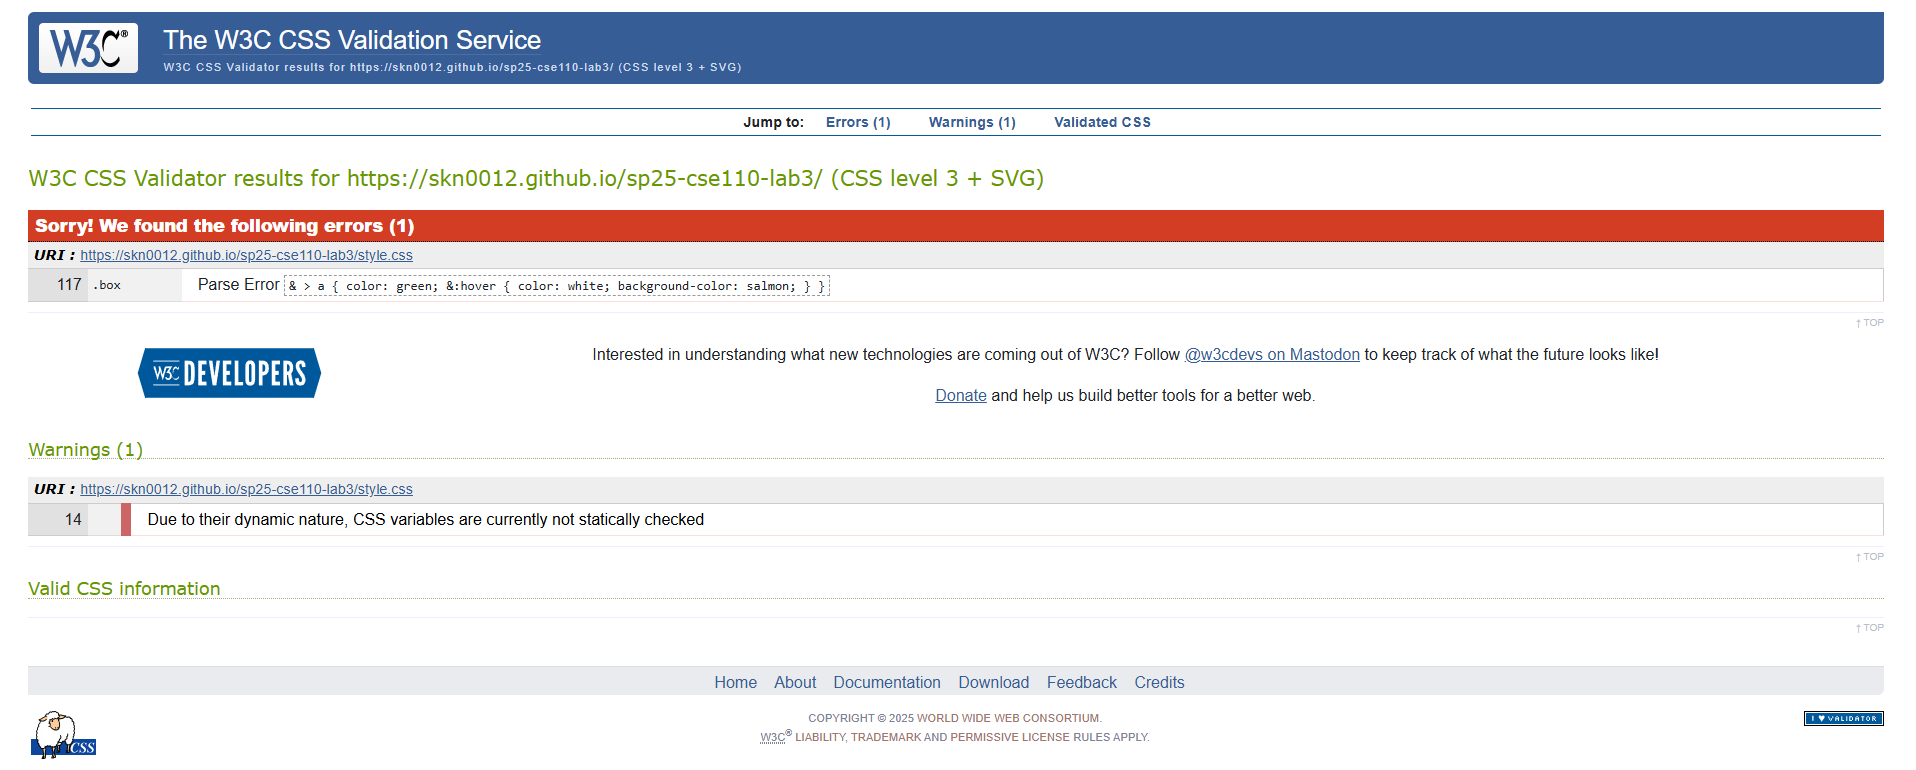 W3C®
The W3C CSS Validation Service
W3C CSS Validator results for https://skn0012.github.io/sp25-cse110-lab3/ (CSS level 3 + SVG)
Jump to: Errors (1) Warnings (1) Validated CSS
W3C CSS Validator results for https://skn0012.github.io/sp25-cse110-lab3/ (CSS level 3 + SVG)
Sorry! We found the following errors (1)
URI : https://skn0012.github.io/sp25-cse110-lab3/style.css
117 .box Parse Error & > a { color: green; &:hover { color: white; background-color: salmon; } }
↑ TOP
W3C DEVELOPERS
Interested in understanding what new technologies are coming out of W3C? Follow @w3cdevs on Mastodon to keep track of what the future looks like!
Donate and help us build better tools for a better web.
Warnings (1)
URI : https://skn0012.github.io/sp25-cse110-lab3/style.css
14 Due to their dynamic nature, CSS variables are currently not statically checked
↑ TOP
Valid CSS information
↑ TOP
Home About Documentation Download Feedback Credits
CSS
COPYRIGHT © 2025 WORLD WIDE WEB CONSORTIUM.
W3C® LIABILITY, TRADEMARK AND PERMISSIVE LICENSE RULES APPLY.
I ♥ VALIDATOR